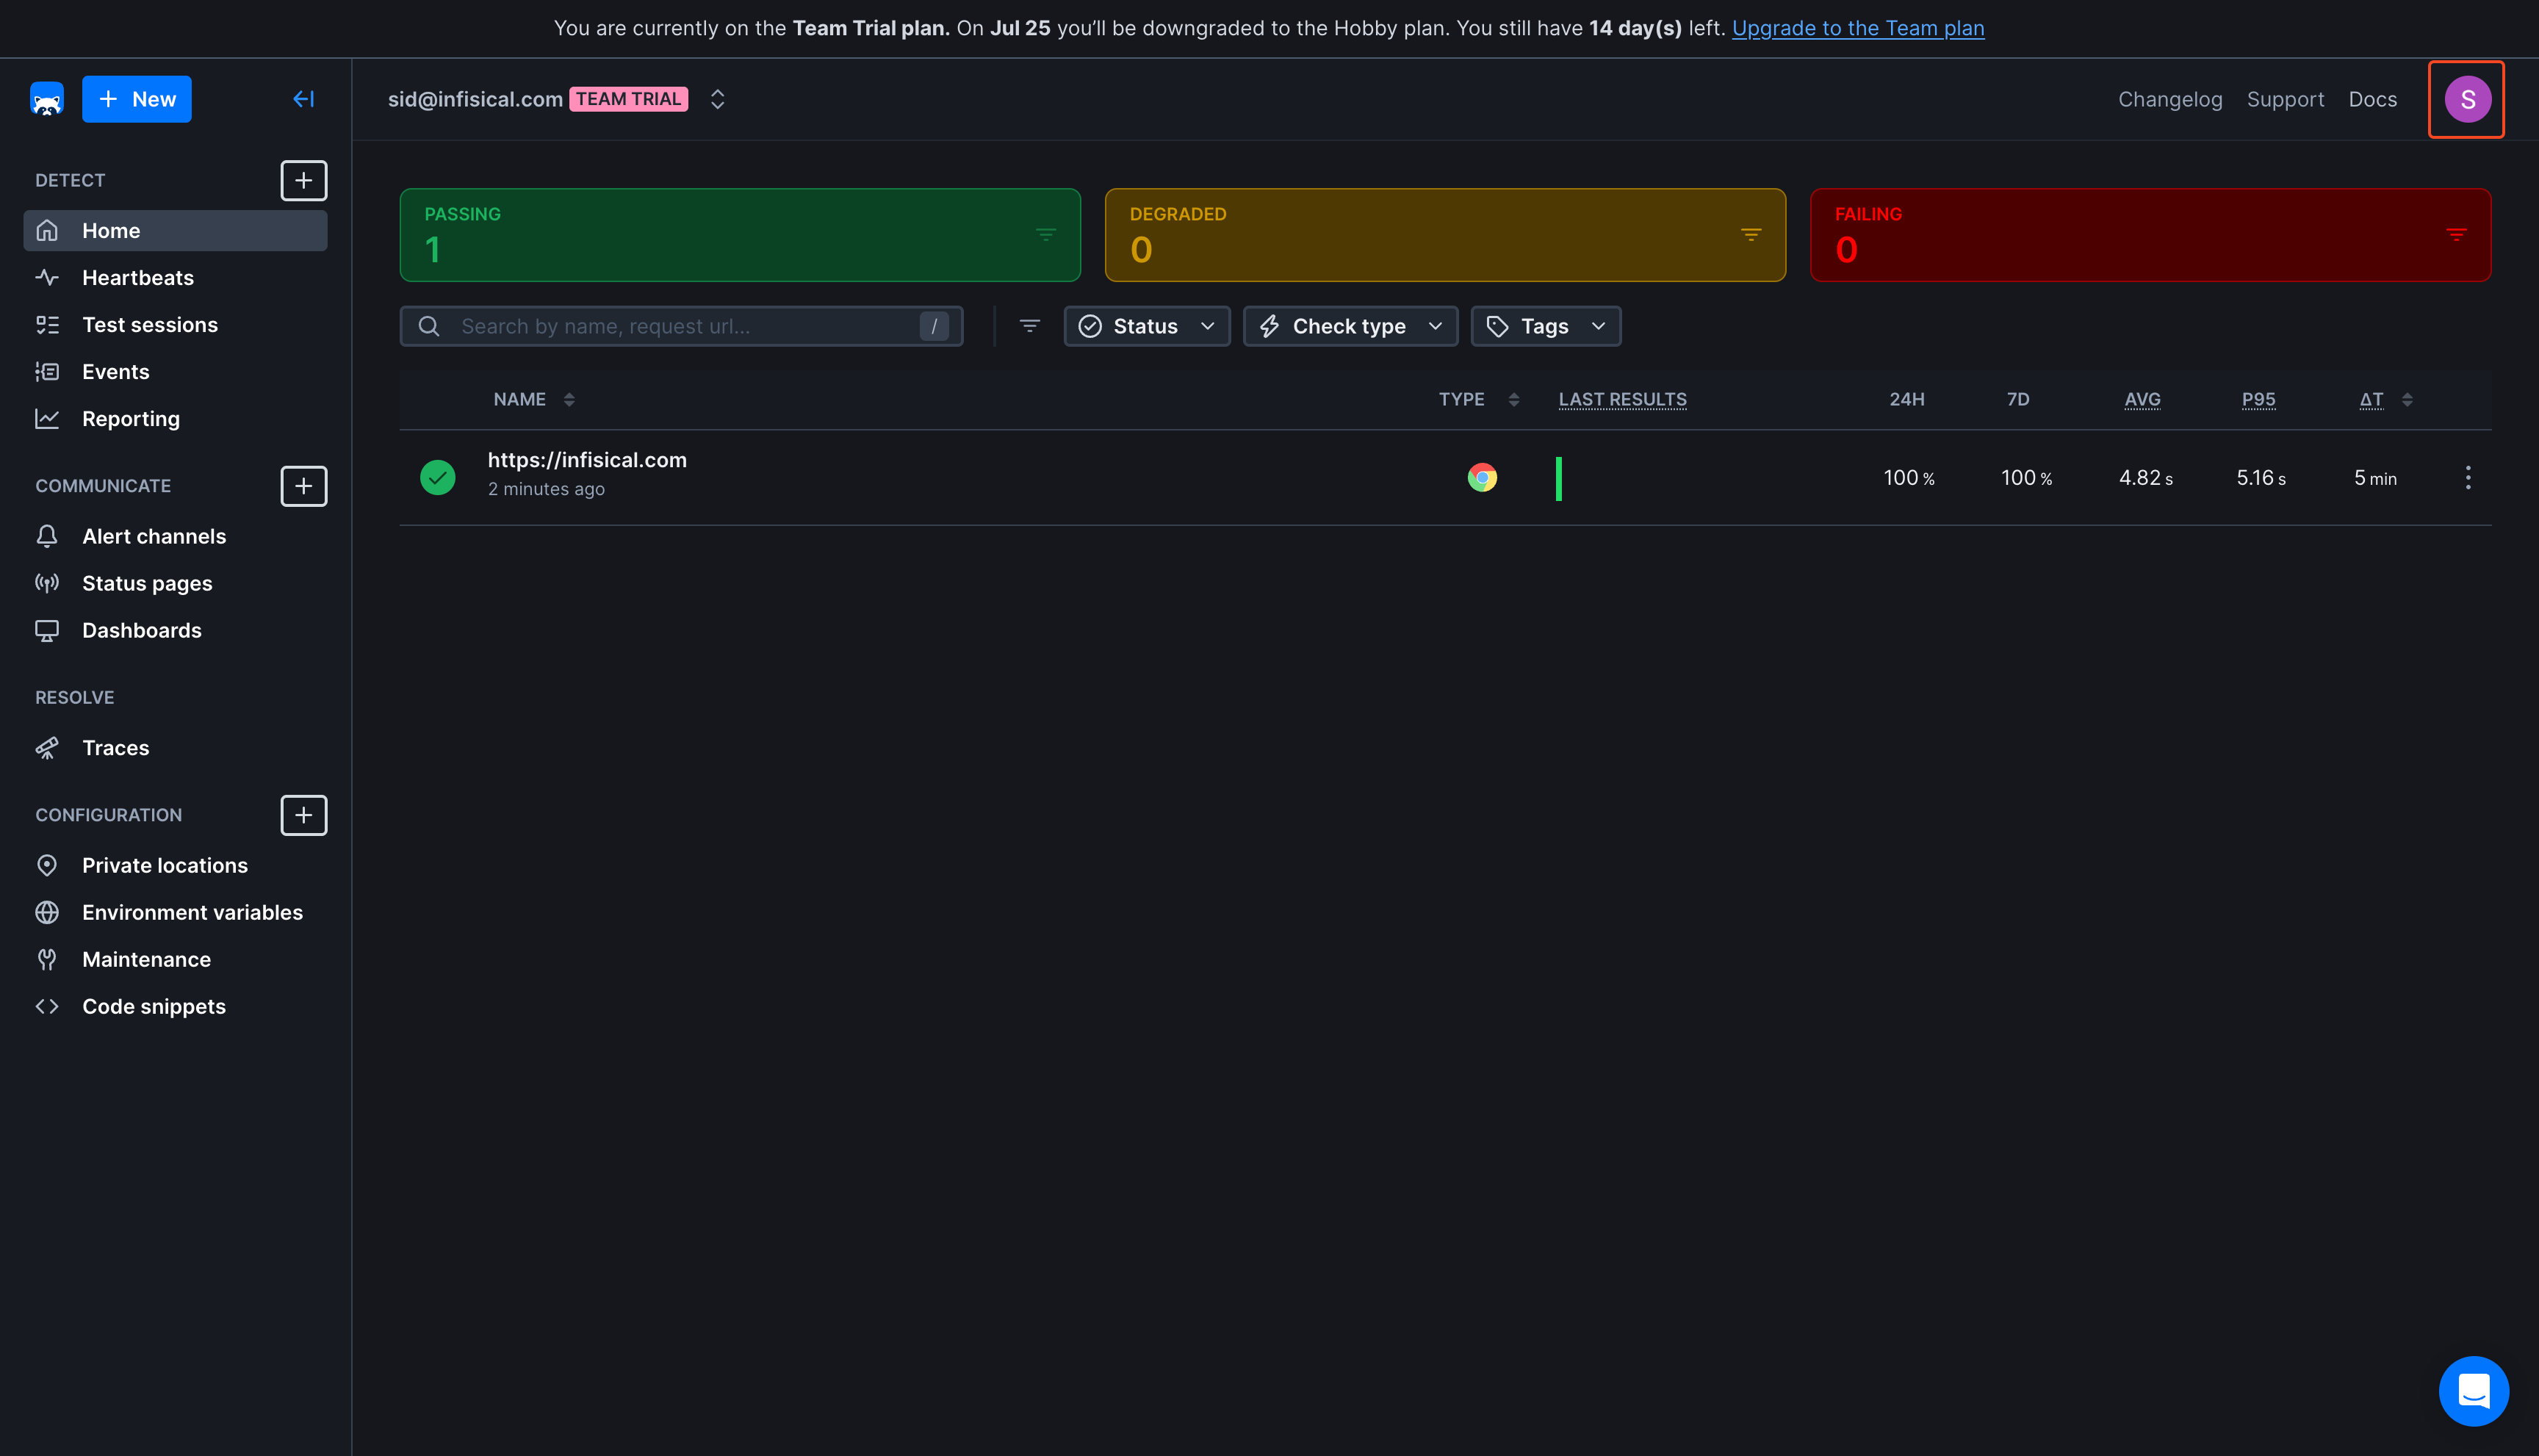 You are currently on the Team Trial plan. On Jul 25 you’ll be downgraded to the Hobby plan. You still have 14 day(s) left. Upgrade to the Team plan
New
sid@infisical.com TEAM TRIAL
Changelog Support Docs S
DETECT
Home
Heartbeats
Test sessions
Events
Reporting
COMMUNICATE
Alert channels
Status pages
Dashboards
RESOLVE
Traces
CONFIGURATION
Private locations
Environment variables
Maintenance
Code snippets
PASSING
1
DEGRADED
0
FAILING
0
Search by name, request url... /
Status Check type Tags
NAME TYPE LAST RESULTS 24H 7D AVG P95 ΔT
https://infisical.com
2 minutes ago
100 % 100 % 4.82 s 5.16 s 5 min